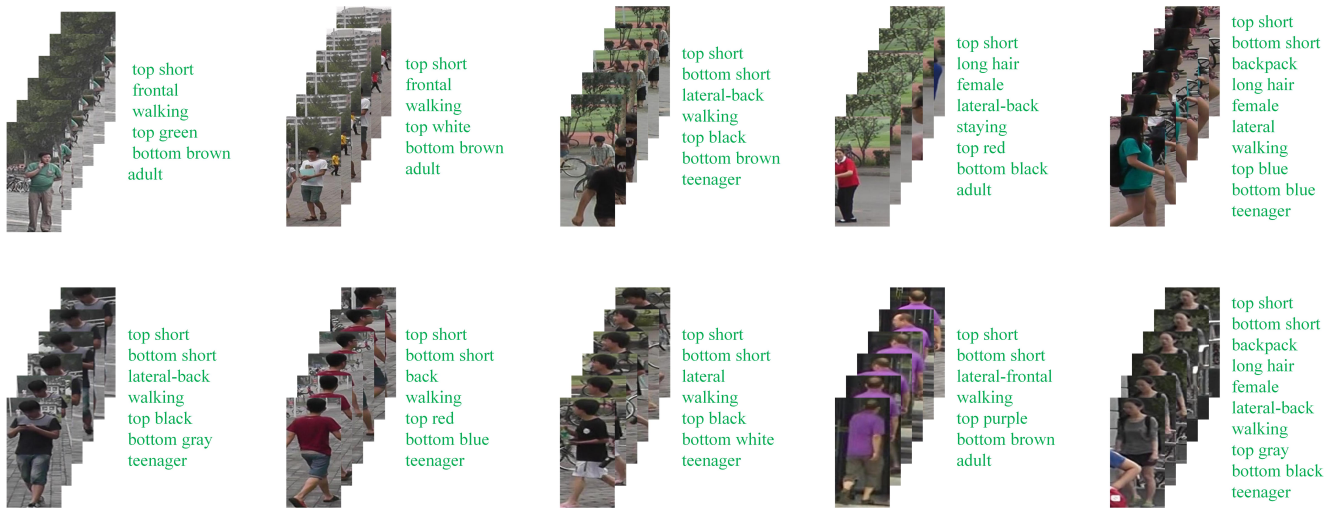 top short
frontal
walking
top green
bottom brown
adult
top short
frontal
walking
top white
bottom brown
adult
top short
bottom short
lateral-back
walking
top black
bottom brown
teenager
top short
long hair
female
lateral-back
staying
top red
bottom black
adult
top short
bottom short
backpack
long hair
female
lateral
walking
top blue
bottom blue
teenager
top short
bottom short
lateral-back
walking
top black
bottom gray
teenager
top short
bottom short
back
walking
top red
bottom blue
teenager
top short
bottom short
lateral
walking
top black
bottom white
teenager
top short
bottom short
lateral-frontal
walking
top purple
bottom brown
adult
top short
bottom short
backpack
long hair
female
lateral-back
walking
top gray
bottom black
teenager